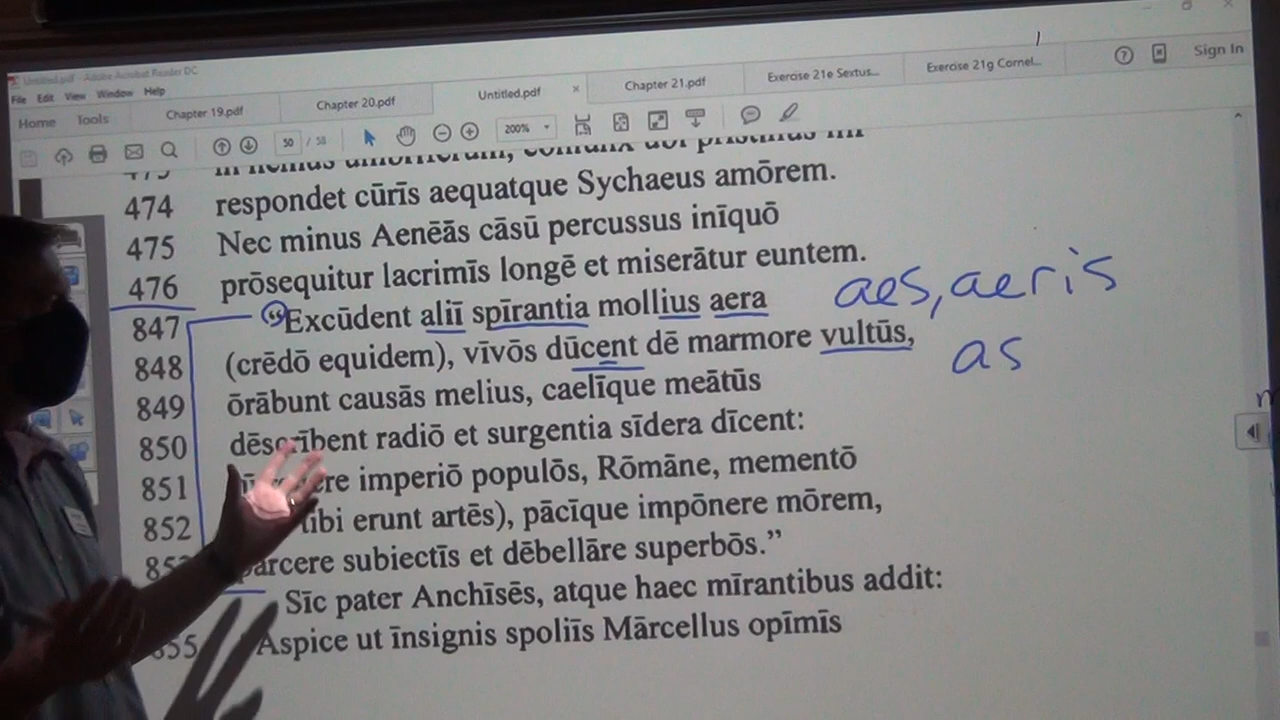 Untitled.pdf - Adobe Acrobat Reader DC
File Edit View Window Help
Home Tools Chapter 19.pdf Chapter 20.pdf Untitled.pdf × Chapter 21.pdf Exercise 21e Sextus... Exercise 21g Cornel... Sign In
50 / 58 200%
474 respondet cūrīs aequatque Sychaeus amōrem.
475 Nec minus Aenēās cāsū percussus inīquō
476 prōsequitur lacrimīs longē et miserātur euntem.
847 “Excūdent aliī spīrantia mollius aera aes, aeris
848 (crēdō equidem), vīvōs dūcent dē marmore vultūs, as
849 ōrābunt causās melius, caelīque meātūs
850 dēscrībent radiō et surgentia sīdera dīcent:
851 imperiō populōs, Rōmāne, mementō
852 tibi erunt artēs), pācīque impōnere mōrem,
parcere subiectīs et dēbellāre superbōs.”
Sīc pater Anchīsēs, atque haec mīrantibus addit:
855 “Aspice ut īnsignis spoliīs Mārcellus opīmīs